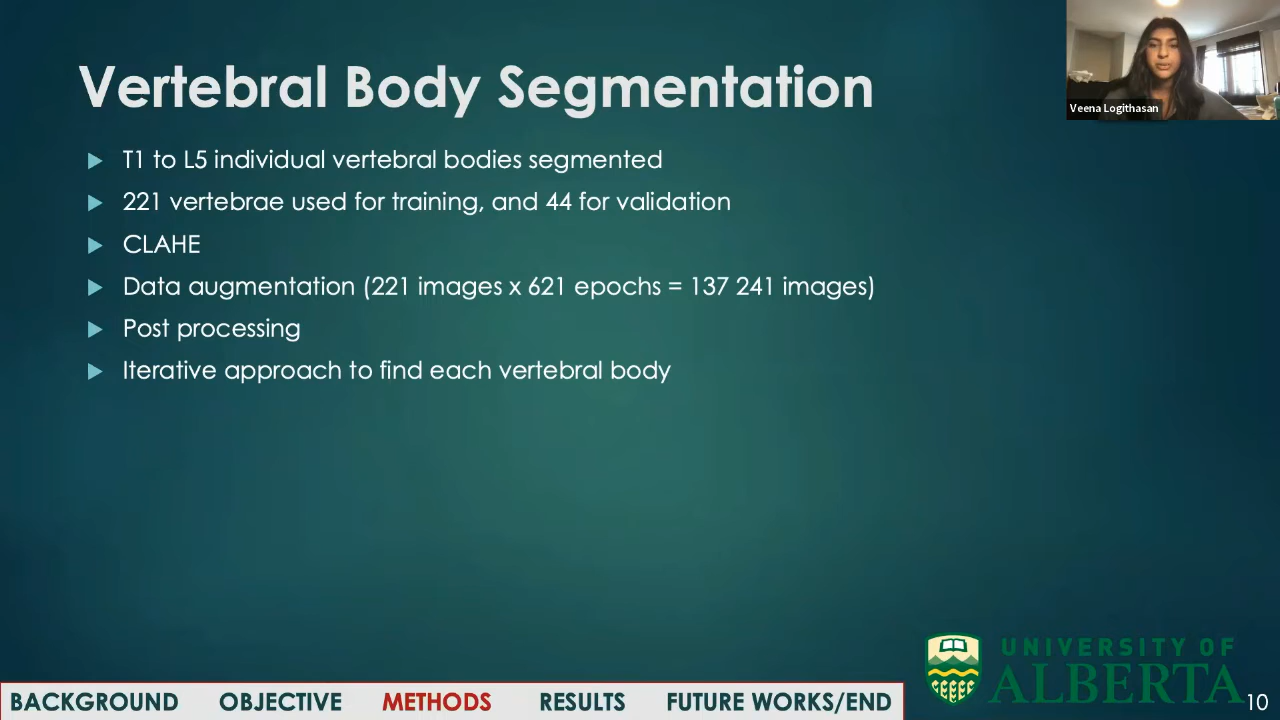 Vertebral Body Segmentation
Veena Logithasan
T1 to L5 individual vertebral bodies segmented
221 vertebrae used for training, and 44 for validation
CLAHE
Data augmentation (221 images x 621 epochs = 137 241 images)
Post processing
Iterative approach to find each vertebral body
UNIVERSITY OF
ALBERTA
BACKGROUND OBJECTIVE METHODS RESULTS FUTURE WORKS/END
10